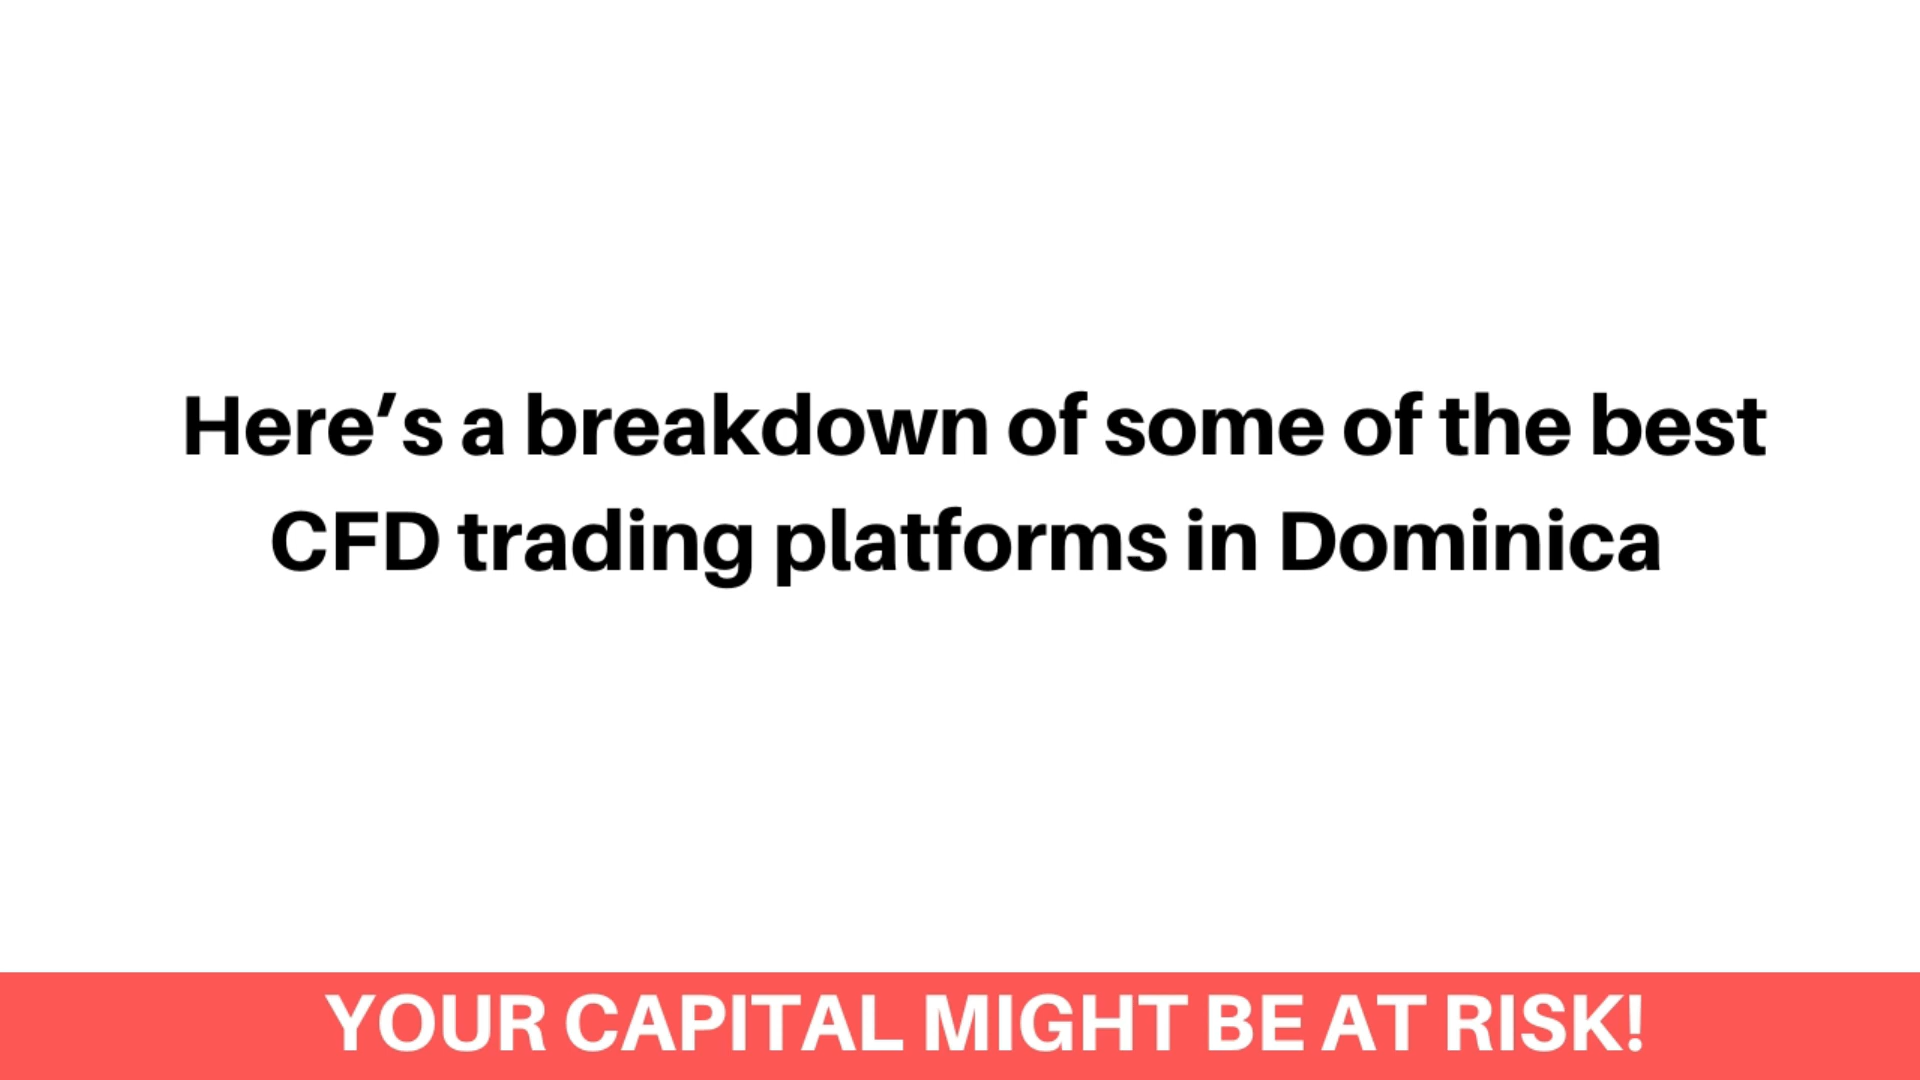 Here’s a breakdown of some of the best
CFD trading platforms in Dominica
YOUR CAPITAL MIGHT BE AT RISK!